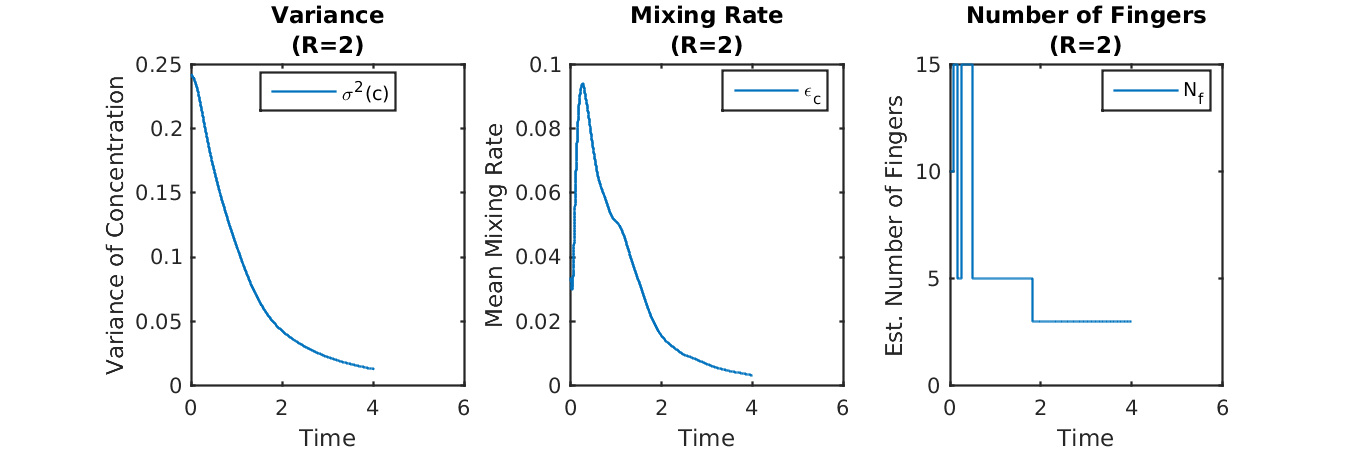 Variance
(R=2)
Variance of Concentration
0.25
0.2
0.15
0.1
0.05
0
σ²(c)
0 2 4 6
Time
Mixing Rate
(R=2)
Mean Mixing Rate
0.1
0.08
0.06
0.04
0.02
0
ϵc
0 2 4 6
Time
Number of Fingers
(R=2)
Est. Number of Fingers
15
10
5
0
Nf
0 2 4 6
Time